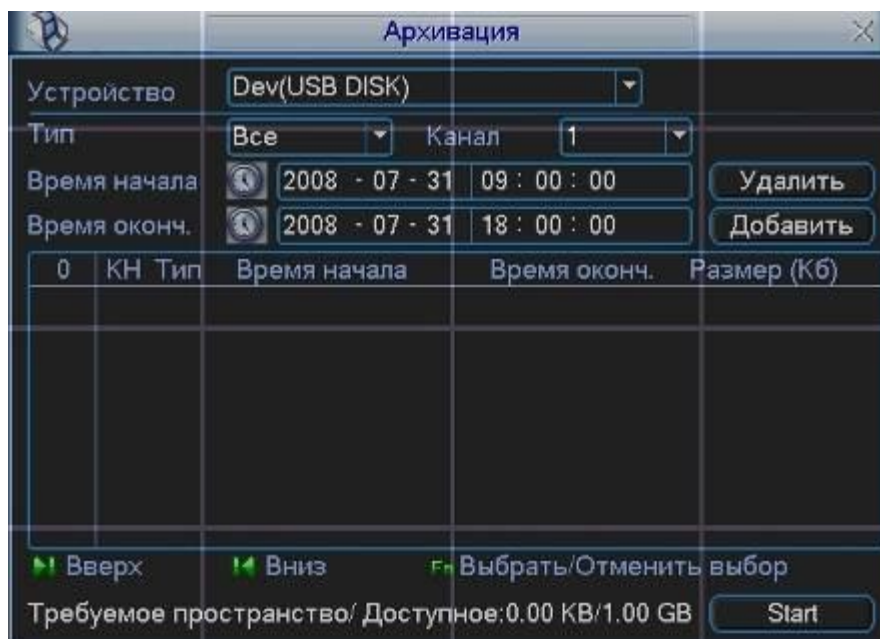 Архивация
Устройство Dev(USB DISK)
Тип Все Канал 1
Время начала 2008 - 07 - 31 09 : 00 : 00 Удалить
Время оконч. 2008 - 07 - 31 18 : 00 : 00 Добавить
0 КН Тип Время начала Время оконч. Размер (Кб)
Вверх Вниз Fn Выбрать/Отменить выбор
Требуемое пространство/ Доступное:0.00 KB/1.00 GB Start